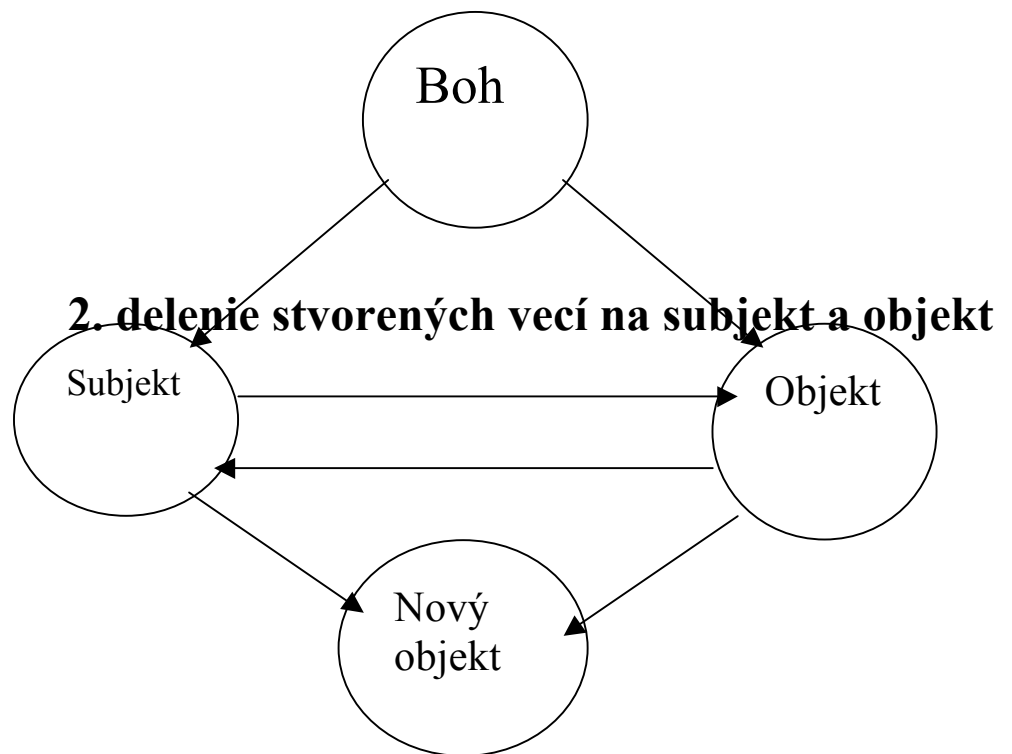 Boh
2. delenie stvorených vecí na subjekt a objekt
Subjekt
Objekt
Nový
objekt